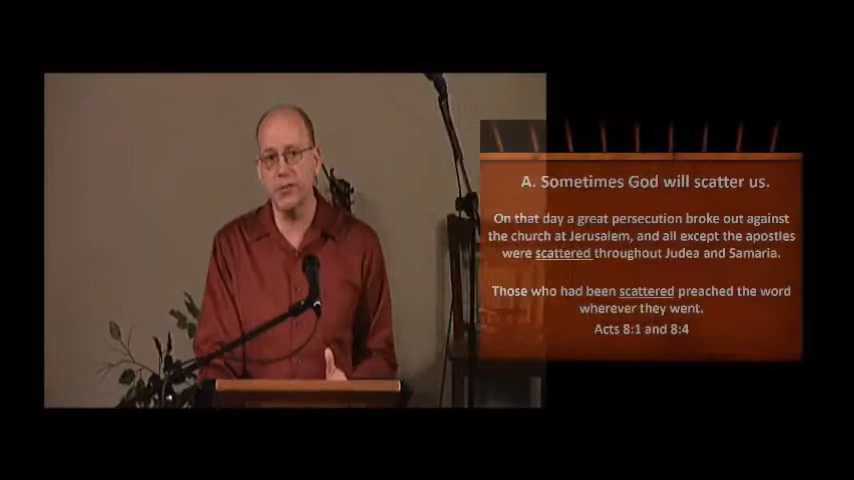 A. Sometimes God will scatter us.
On that day a great persecution broke out against
the church at Jerusalem, and all except the apostles
were scattered throughout Judea and Samaria.
Those who had been scattered preached the word
wherever they went.
Acts 8:1 and 8:4